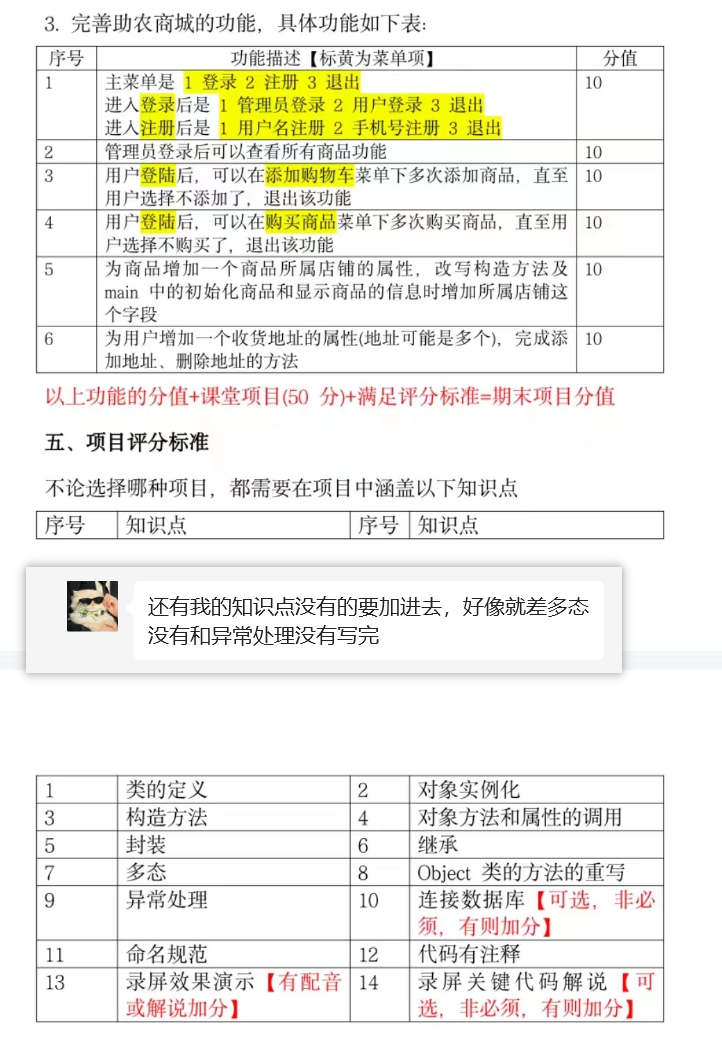 3. 完善助农商城的功能，具体功能如下表:
序号 功能描述【标黄为菜单项】 分值
1 主菜单是 1 登录 2 注册 3 退出 10
进入登录后是 1 管理员登录 2 用户登录 3 退出
进入注册后是 1 用户名注册 2 手机号注册 3 退出
2 管理员登录后可以查看所有商品功能 10
3 用户登陆后，可以在添加购物车菜单下多次添加商品，直至 10
用户选择不添加了，退出该功能
4 用户登陆后，可以在购买商品菜单下多次购买商品，直至用 10
户选择不购买了，退出该功能
5 为商品增加一个商品所属店铺的属性，改写构造方法及 10
main 中的初始化商品和显示商品的信息时增加所属店铺这
个字段
6 为用户增加一个收货地址的属性(地址可能是多个)，完成添 10
加地址、删除地址的方法
以上功能的分值+课堂项目(50 分)+满足评分标准=期末项目分值
五、项目评分标准
不论选择哪种项目，都需要在项目中涵盖以下知识点
序号 知识点 序号 知识点
还有我的知识点没有的要加进去，好像就差多态
没有和异常处理没有写完
1 类的定义 2 对象实例化
3 构造方法 4 对象方法和属性的调用
5 封装 6 继承
7 多态 8 Object 类的方法的重写
9 异常处理 10 连接数据库【可选，非必
须，有则加分】
11 命名规范 12 代码有注释
13 录屏效果演示【有配音 14 录屏关键代码解说【可
或解说加分】 选，非必须，有则加分】